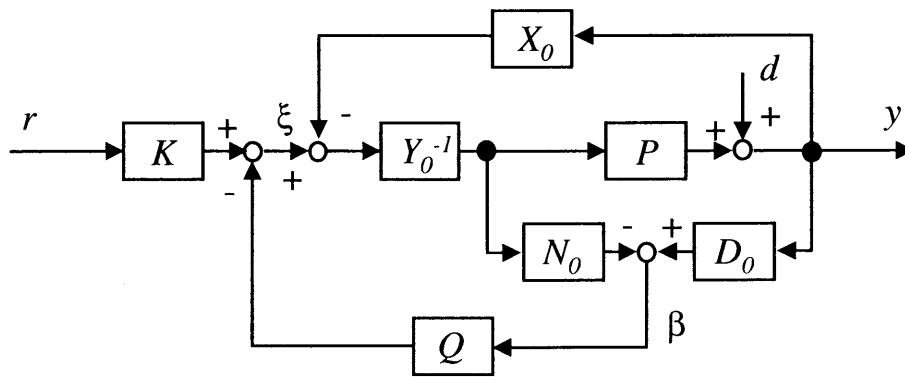 X₀
d
- +
r + ξ - + y
K Y₀⁻¹ P
- +
- +
N₀ D₀
β
Q